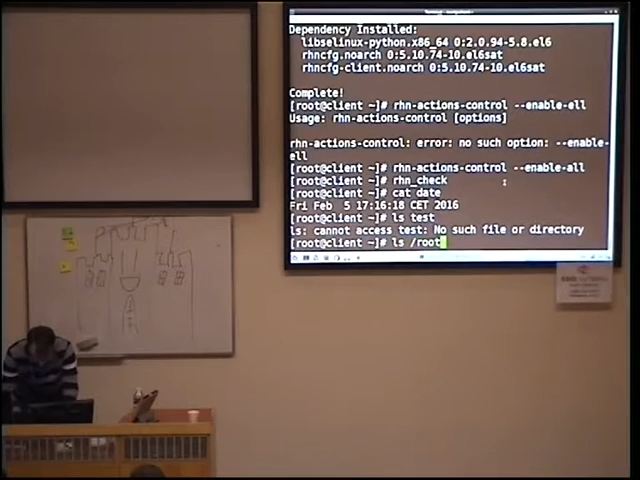 Dependency Installed:
libselinux-python.x86_64 0:2.0.94-5.8.el6
rhncfg.noarch 0:5.10.74-10.el6sat
rhncfg-client.noarch 0:5.10.74-10.el6sat
Complete!
[root@client ~]# rhn-actions-control --enable-ell
Usage: rhn-actions-control [options]
rhn-actions-control: error: no such option: --enable-
ell
[root@client ~]# rhn-actions-control --enable-all
[root@client ~]# rhn_check
[root@client ~]# cat date
Fri Feb  5 17:16:18 CET 2016
[root@client ~]# ls test
ls: cannot access test: No such file or directory
[root@client ~]# ls /root